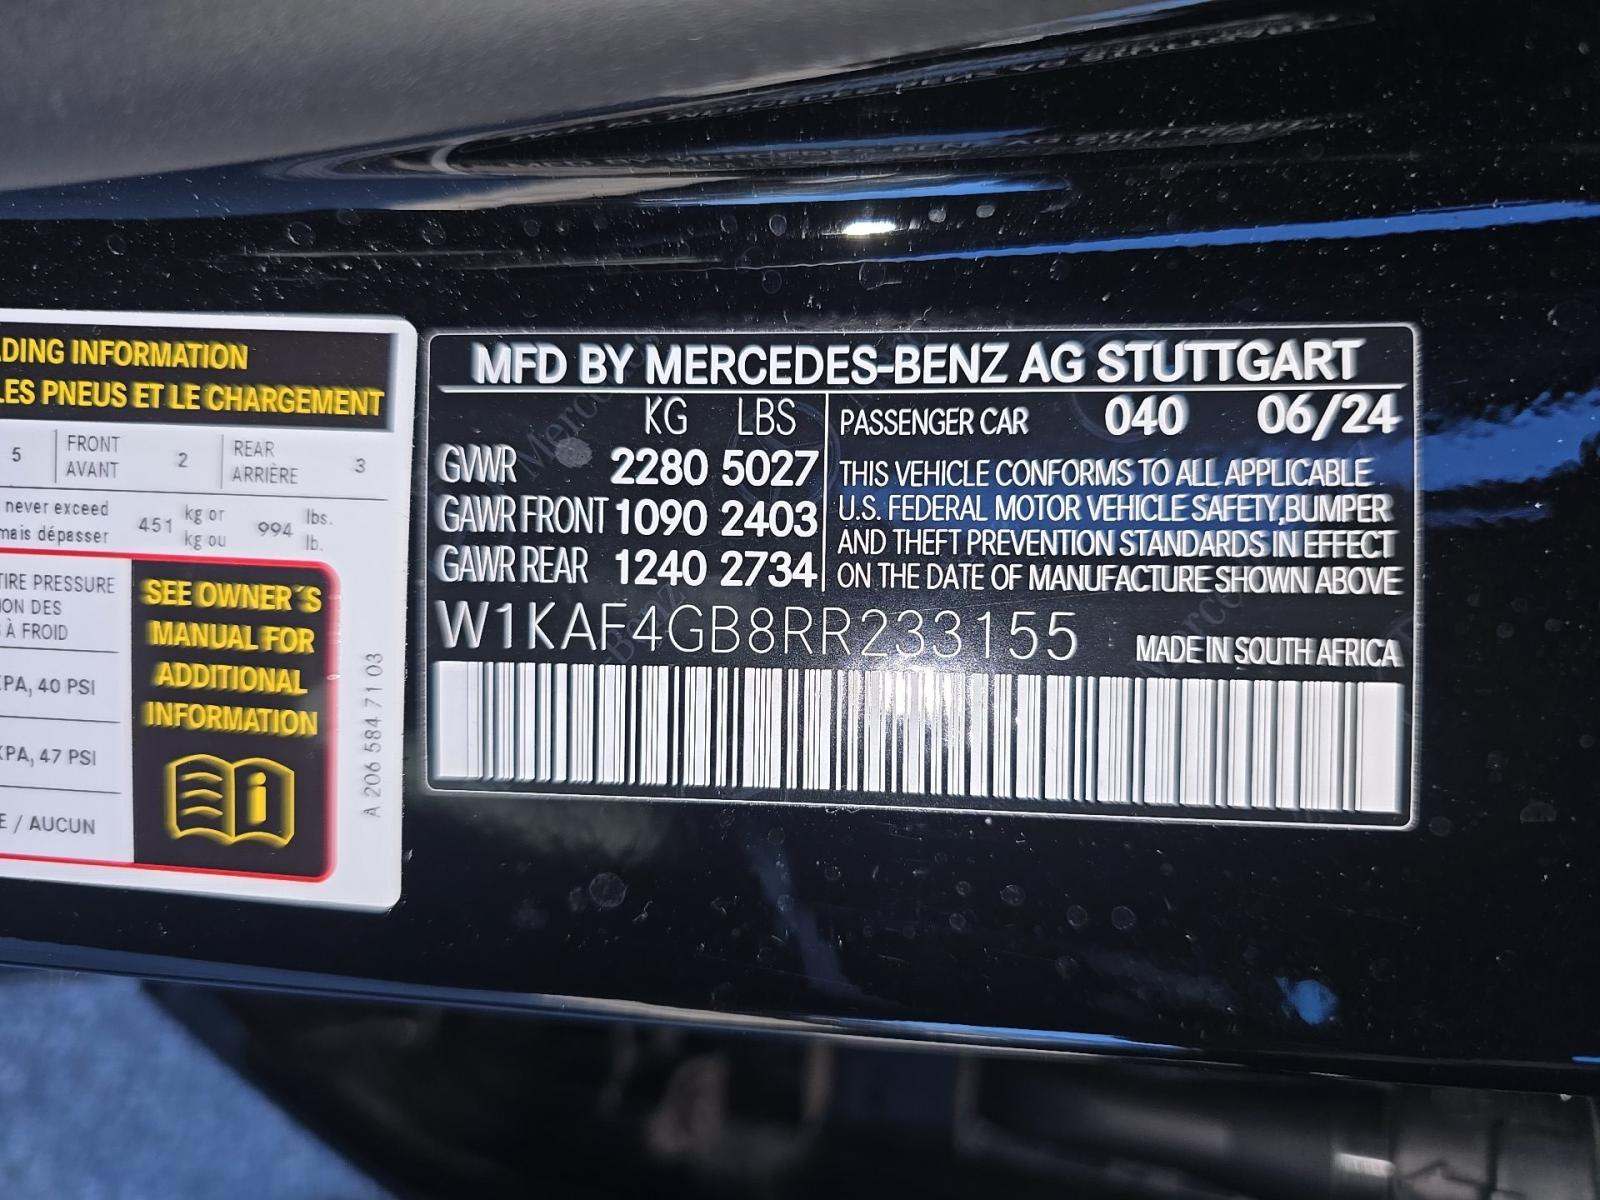 DING INFORMATION
LES PNEUS ET LE CHARGEMENT
5 FRONT AVANT 2 REAR ARRIÈRE 3
never exceed 451 kg or 994 lbs.
mais dépasser kg ou lb.
TIRE PRESSURE
ION DES
À FROID
KPA, 40 PSI
KPA, 47 PSI
E / AUCUN
SEE OWNER´S
MANUAL FOR
ADDITIONAL
INFORMATION
i
A 206 584 71 03
MFD BY MERCEDES-BENZ AG STUTTGART
KG LBS
GVWR 2280 5027
GAWR FRONT 1090 2403
GAWR REAR 1240 2734
PASSENGER CAR 040 06/24
THIS VEHICLE CONFORMS TO ALL APPLICABLE
U.S. FEDERAL MOTOR VEHICLE SAFETY,BUMPER
AND THEFT PREVENTION STANDARDS IN EFFECT
ON THE DATE OF MANUFACTURE SHOWN ABOVE
W1KAF4GB8RR233155
MADE IN SOUTH AFRICA